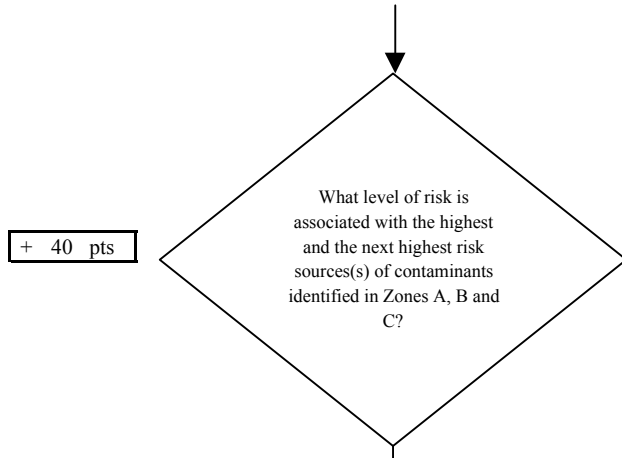 What level of risk is
associated with the highest
and the next highest risk
sources(s) of contaminants
identified in Zones A, B and
C?
+ 40 pts